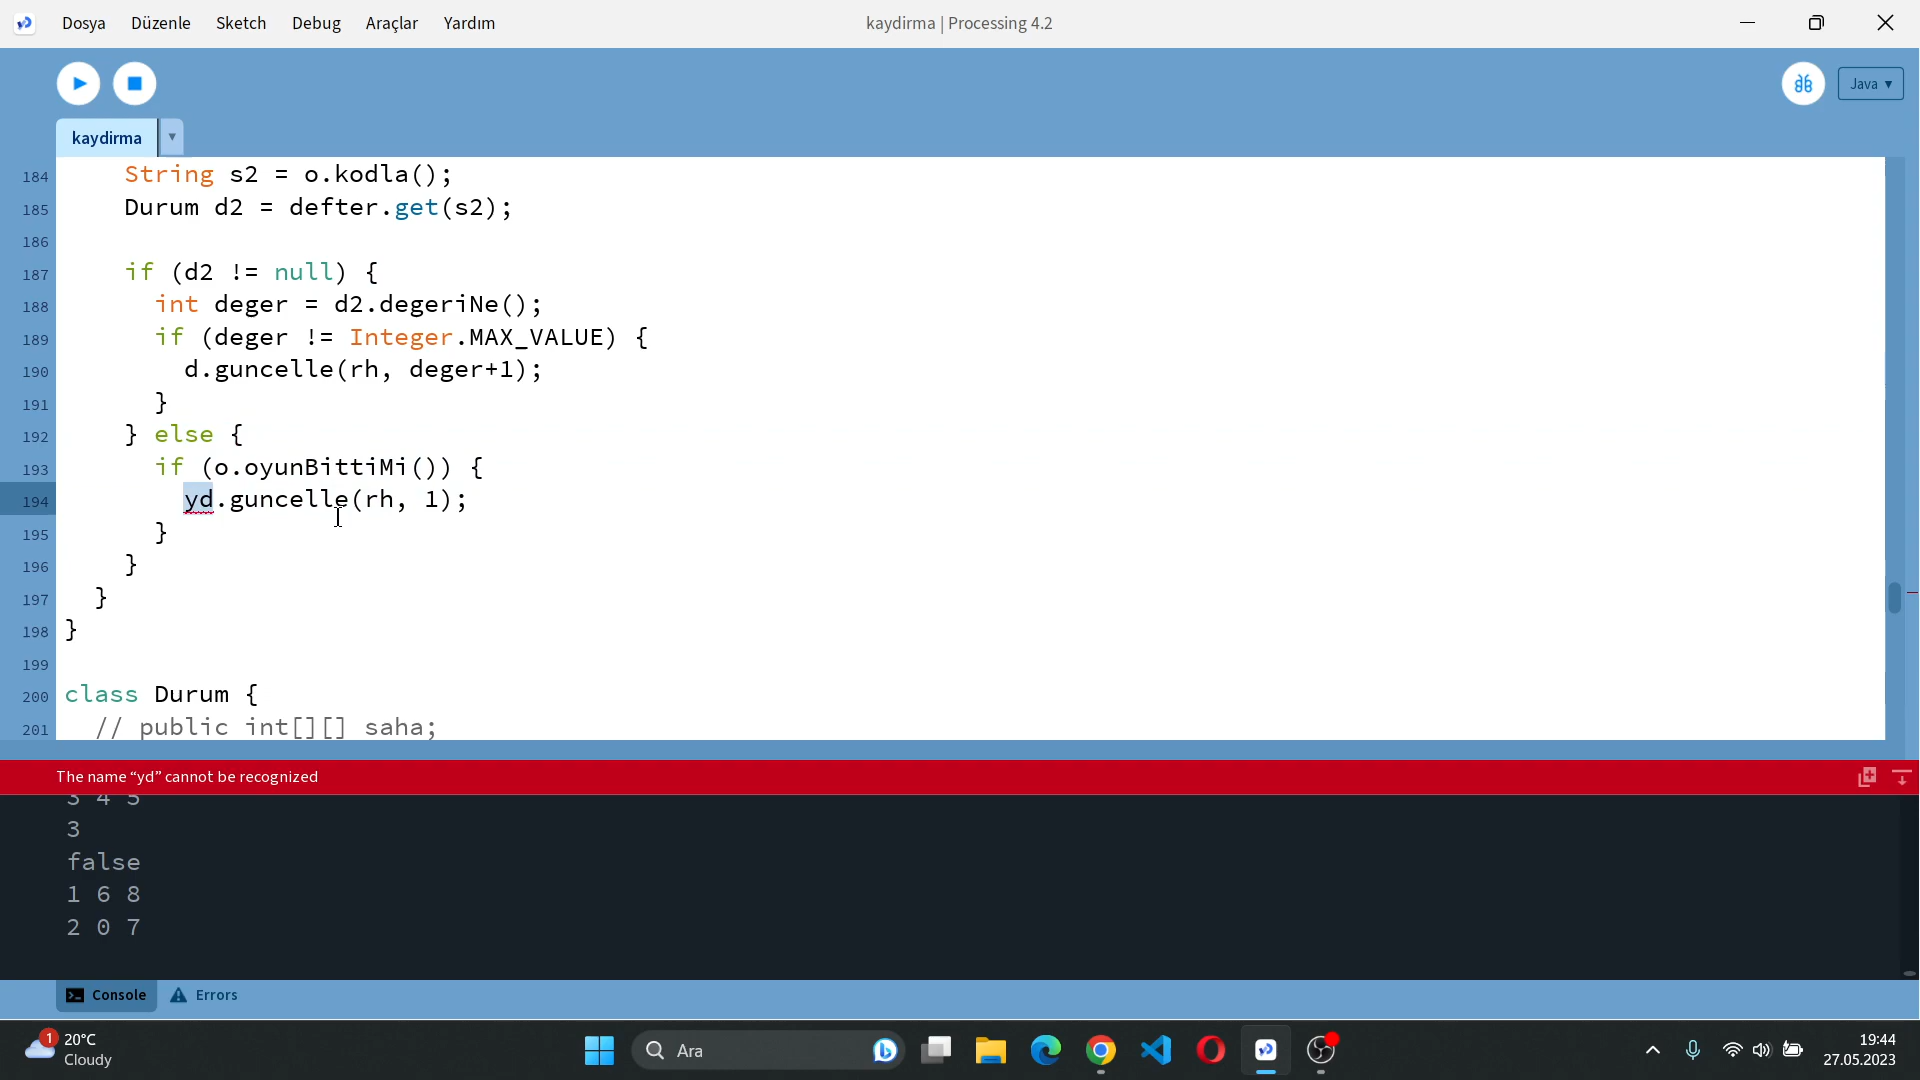 Dosya Düzenle Sketch Debug Araçlar Yardım
kaydirma | Processing 4.2
Java ▾
kaydirma ▾
184 String s2 = o.kodla();
185 Durum d2 = defter.get(s2);
186
187 if (d2 != null) {
188 int deger = d2.degeriNe();
189 if (deger != Integer.MAX_VALUE) {
190 d.guncelle(rh, deger+1);
191 }
192 } else {
193 if (o.oyunBittiMi()) {
194 yd.guncelle(rh, 1);
195 }
196 }
197 }
198 }
199
200 class Durum {
201 // public int[][] saha;
The name “yd” cannot be recognized
3 4 5
3
false
1 6 8
2 0 7
Console Errors
1
20°C
Cloudy
Ara
19:44
27.05.2023